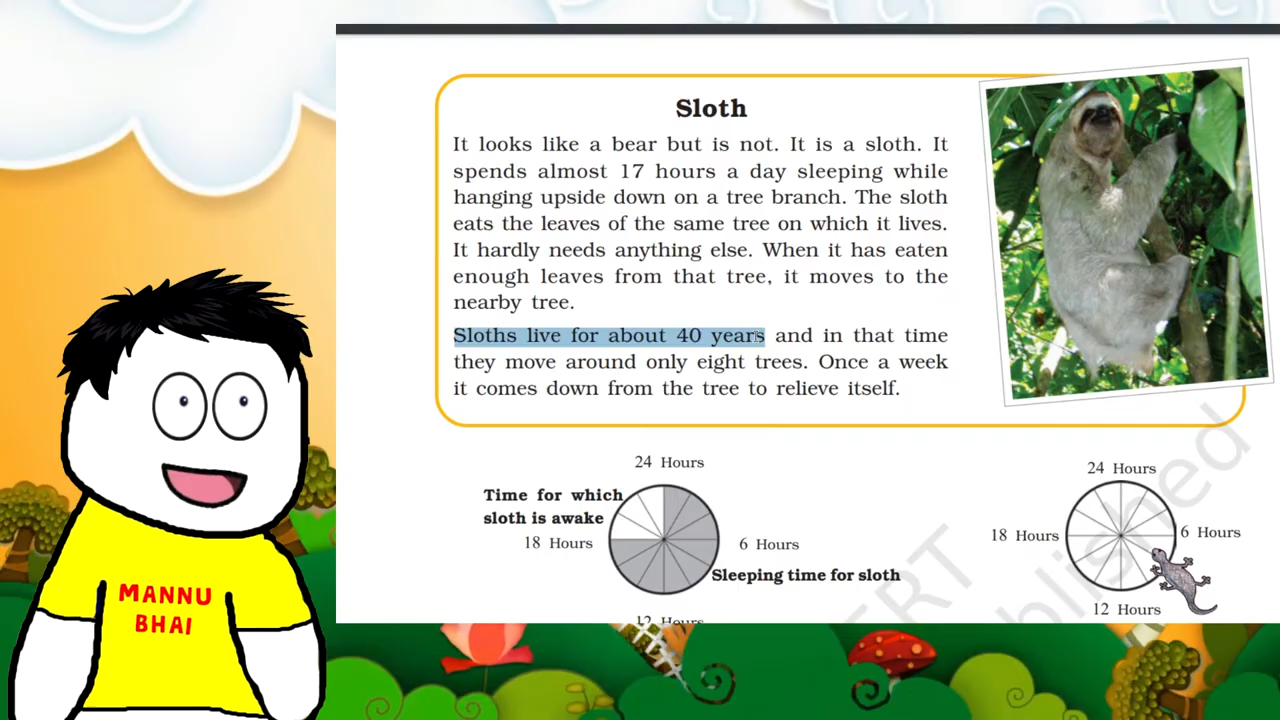 Sloth
It looks like a bear but is not. It is a sloth. It
spends almost 17 hours a day sleeping while
hanging upside down on a tree branch. The sloth
eats the leaves of the same tree on which it lives.
It hardly needs anything else. When it has eaten
enough leaves from that tree, it moves to the
nearby tree.
Sloths live for about 40 years and in that time
they move around only eight trees. Once a week
it comes down from the tree to relieve itself.
24 Hours
Time for which
sloth is awake
18 Hours
6 Hours
Sleeping time for sloth
12 Hours
24 Hours
18 Hours
6 Hours
12 Hours
MANNU
BHAI